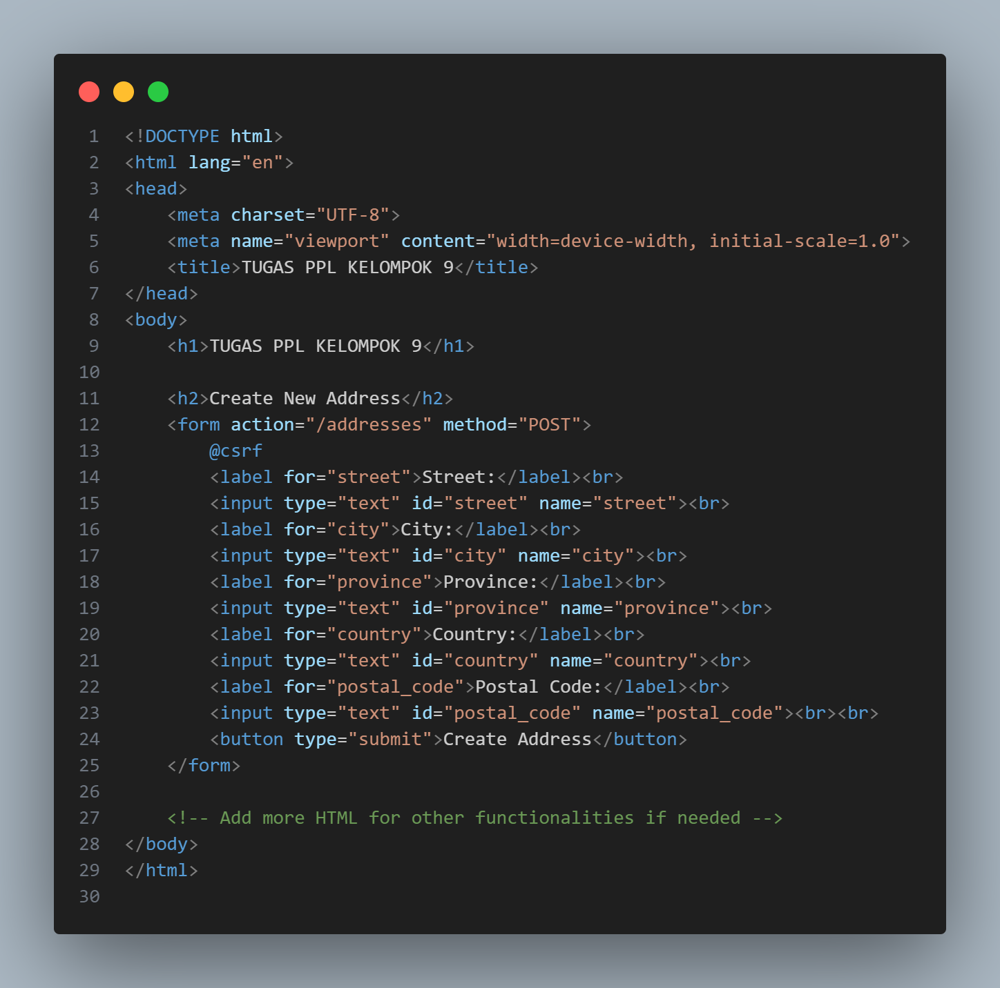 1 <!DOCTYPE html>
2 <html lang="en">
3 <head>
4     <meta charset="UTF-8">
5     <meta name="viewport" content="width=device-width, initial-scale=1.0">
6     <title>TUGAS PPL KELOMPOK 9</title>
7 </head>
8 <body>
9     <h1>TUGAS PPL KELOMPOK 9</h1>
10
11     <h2>Create New Address</h2>
12     <form action="/addresses" method="POST">
13         @csrf
14         <label for="street">Street:</label><br>
15         <input type="text" id="street" name="street"><br>
16         <label for="city">City:</label><br>
17         <input type="text" id="city" name="city"><br>
18         <label for="province">Province:</label><br>
19         <input type="text" id="province" name="province"><br>
20         <label for="country">Country:</label><br>
21         <input type="text" id="country" name="country"><br>
22         <label for="postal_code">Postal Code:</label><br>
23         <input type="text" id="postal_code" name="postal_code"><br><br>
24         <button type="submit">Create Address</button>
25     </form>
26
27     <!-- Add more HTML for other functionalities if needed -->
28 </body>
29 </html>
30